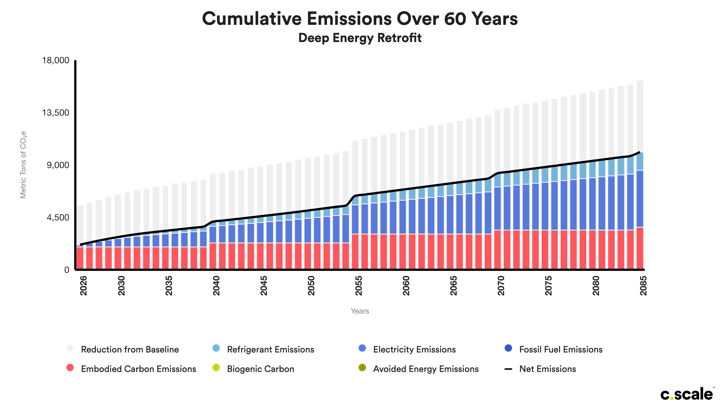 Cumulative Emissions Over 60 Years
Deep Energy Retrofit
Metric Tons of CO₂e
18,000
13,500
9,000
4,500
0
2026
2030
2035
2040
2045
2050
2055
2060
2065
2070
2075
2080
2085
Years
Reduction from Baseline
Refrigerant Emissions
Electricity Emissions
Fossil Fuel Emissions
Embodied Carbon Emissions
Biogenic Carbon
Avoided Energy Emissions
Net Emissions
c.scale